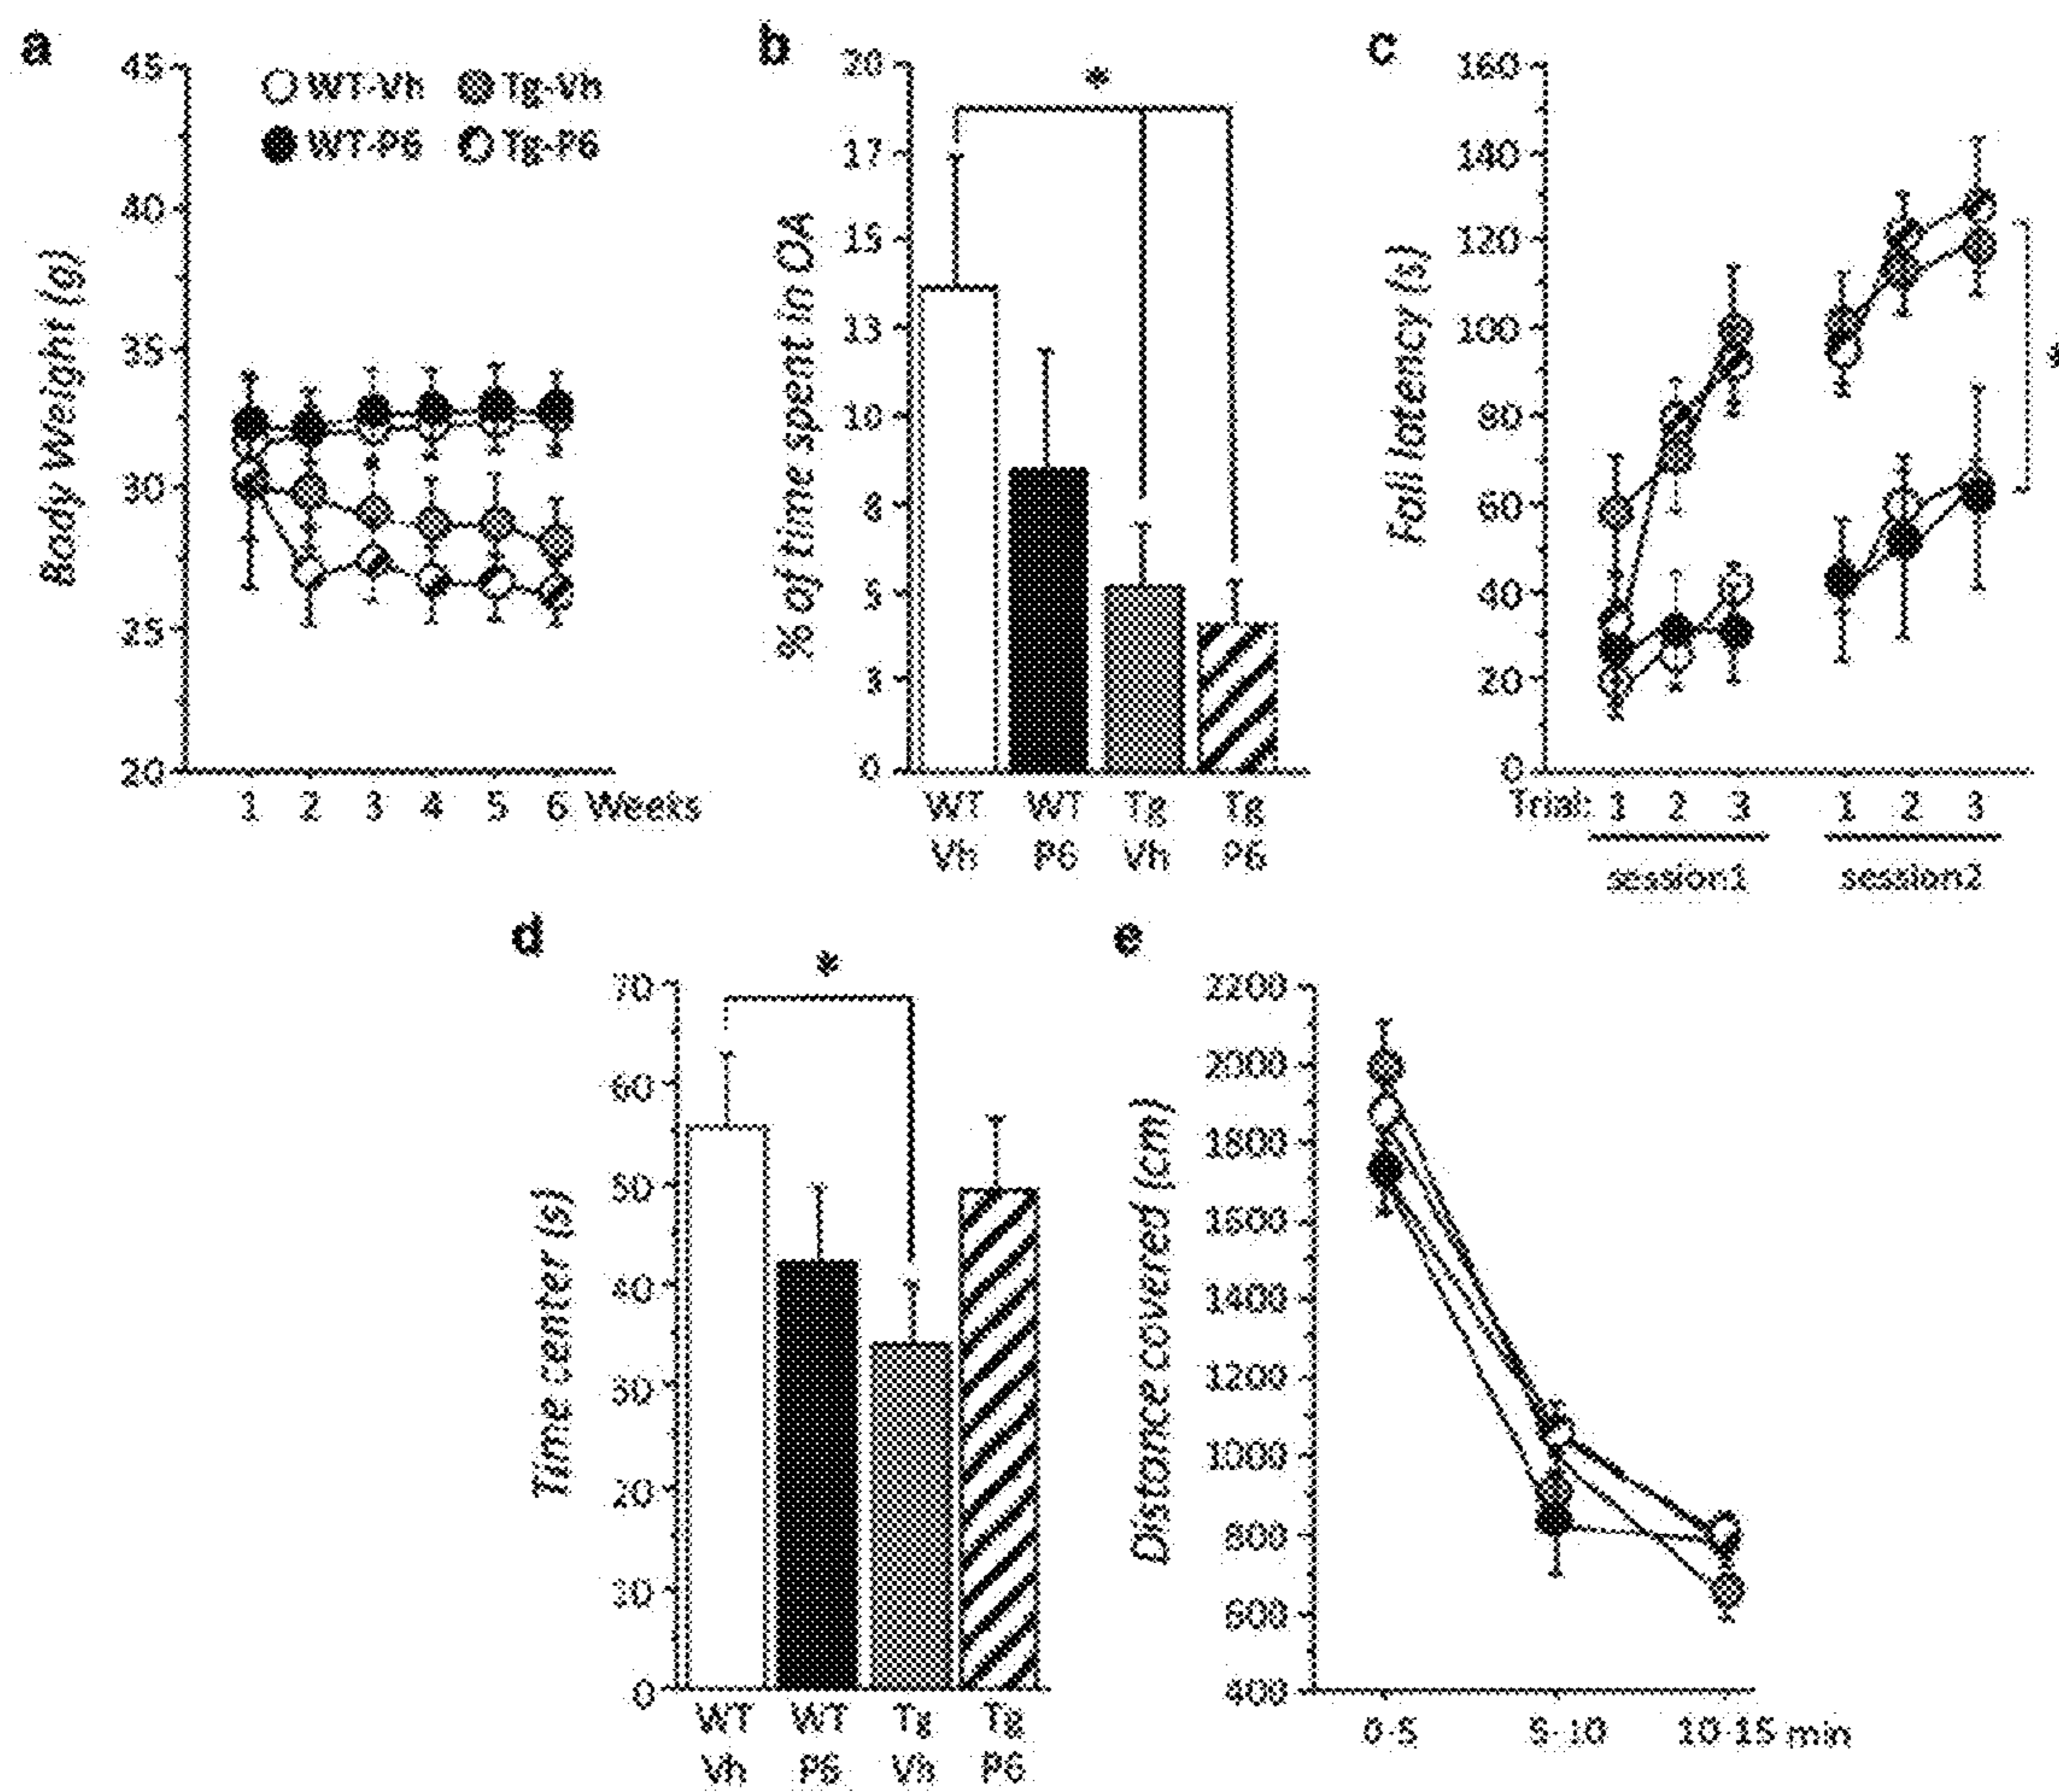 a
45
40
35
30
25
20
Body Weight (g)
WT-Vh Tg-Vh
WT-P6 Tg-P6
1 2 3 4 5 6 Weeks
b
20
17
15
13
10
8
5
3
0
% of time spent in OA
*
WT WT Tg Tg
Vh P6 Vh P6
c
160
140
120
100
80
60
40
20
0
Fall latency (s)
*
Trial: 1 2 3 1 2 3
session1 session2
d
70
60
50
40
30
20
10
0
Time center (s)
*
WT WT Tg Tg
Vh P6 Vh P6
e
2200
2000
1800
1600
1400
1200
1000
800
600
400
Distance covered (cm)
0-5 5-10 10-15 min